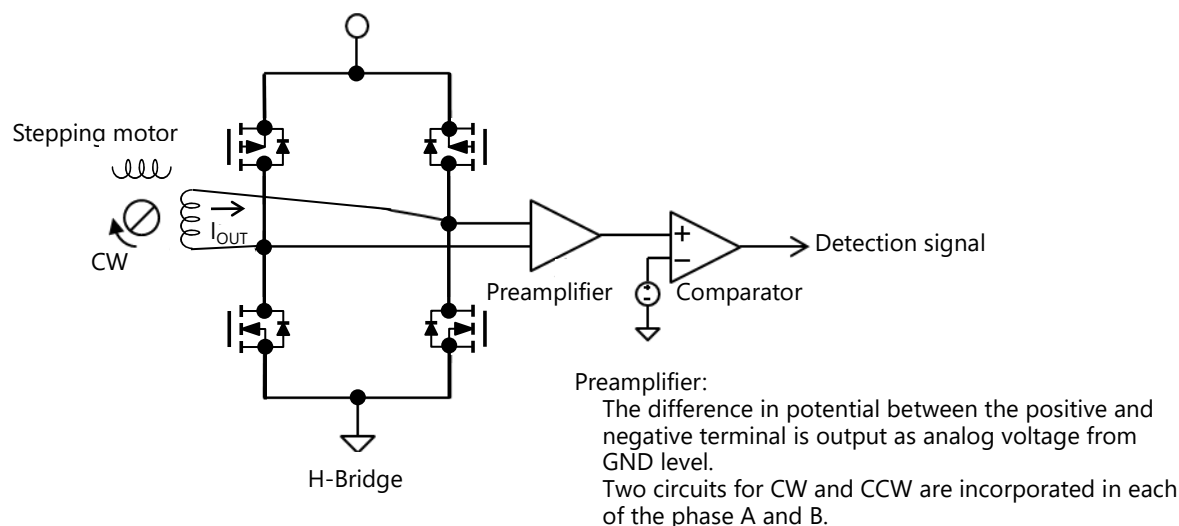 Stepping motor
I_OUT
CW
+
−
Detection signal
Preamplifier
Comparator
H-Bridge
Preamplifier:
The difference in potential between the positive and
negative terminal is output as analog voltage from
GND level.
Two circuits for CW and CCW are incorporated in each
of the phase A and B.